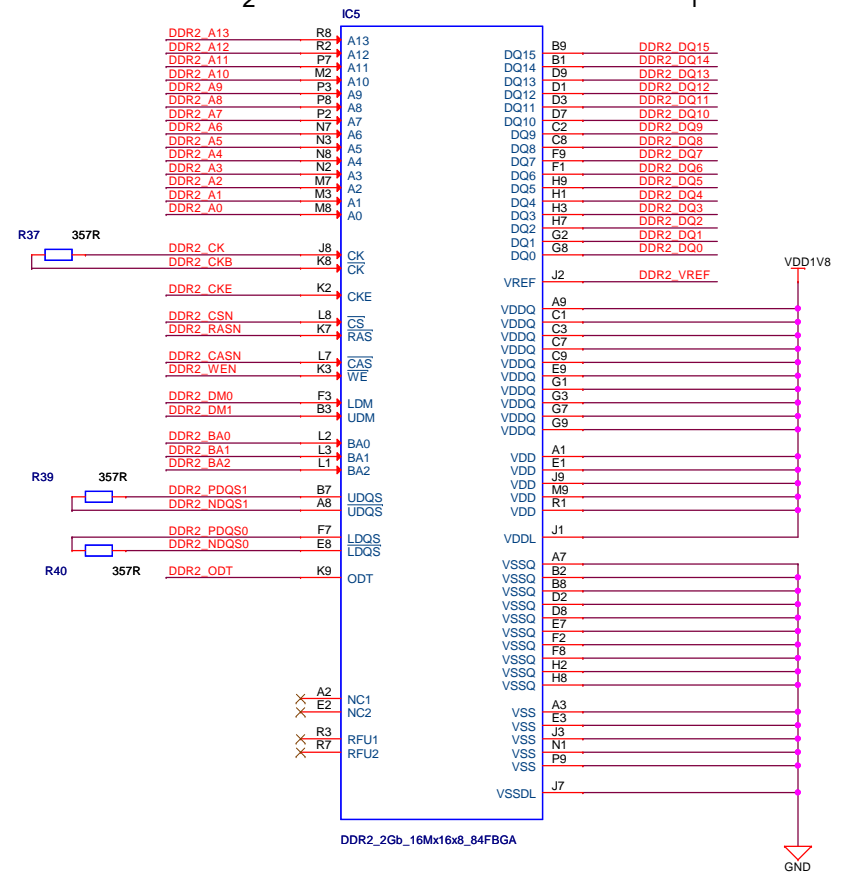 2 1
IC5
DDR2_A13 R8 A13
DDR2_A12 R2 A12
DDR2_A11 P7 A11
DDR2_A10 M2 A10
DDR2_A9 P3 A9
DDR2_A8 P8 A8
DDR2_A7 P2 A7
DDR2_A6 N7 A6
DDR2_A5 N3 A5
DDR2_A4 N8 A4
DDR2_A3 N2 A3
DDR2_A2 M7 A2
DDR2_A1 M3 A1
DDR2_A0 M8 A0
R37 357R
DDR2_CK J8 CK
DDR2_CKB K8 CK
DDR2_CKE K2 CKE
DDR2_CSN L8 CS
DDR2_RASN K7 RAS
DDR2_CASN L7 CAS
DDR2_WEN K3 WE
DDR2_DM0 F3 LDM
DDR2_DM1 B3 UDM
DDR2_BA0 L2 BA0
DDR2_BA1 L3 BA1
DDR2_BA2 L1 BA2
R39 357R
DDR2_PDQS1 B7 UDQS
DDR2_NDQS1 A8 UDQS
DDR2_PDQS0 F7 LDQS
DDR2_NDQS0 E8 LDQS
R40 357R
DDR2_ODT K9 ODT
A2 NC1
E2 NC2
R3 RFU1
R7 RFU2
DQ15 B9 DDR2_DQ15
DQ14 B1 DDR2_DQ14
DQ13 D9 DDR2_DQ13
DQ12 D1 DDR2_DQ12
DQ11 D3 DDR2_DQ11
DQ10 D7 DDR2_DQ10
DQ9 C2 DDR2_DQ9
DQ8 C8 DDR2_DQ8
DQ7 F9 DDR2_DQ7
DQ6 F1 DDR2_DQ6
DQ5 H9 DDR2_DQ5
DQ4 H1 DDR2_DQ4
DQ3 H3 DDR2_DQ3
DQ2 H7 DDR2_DQ2
DQ1 G2 DDR2_DQ1
DQ0 G8 DDR2_DQ0
VDD1V8
VREF J2 DDR2_VREF
VDDQ A9
VDDQ C1
VDDQ C3
VDDQ C7
VDDQ C9
VDDQ E9
VDDQ G1
VDDQ G3
VDDQ G7
VDDQ G9
VDD A1
VDD E1
VDD J9
VDD M9
VDD R1
VDDL J1
VSSQ A7
VSSQ B2
VSSQ B8
VSSQ D2
VSSQ D8
VSSQ E7
VSSQ F2
VSSQ F8
VSSQ H2
VSSQ H8
VSS A3
VSS E3
VSS J3
VSS N1
VSS P9
VSSDL J7
DDR2_2Gb_16Mx16x8_84FBGA
GND